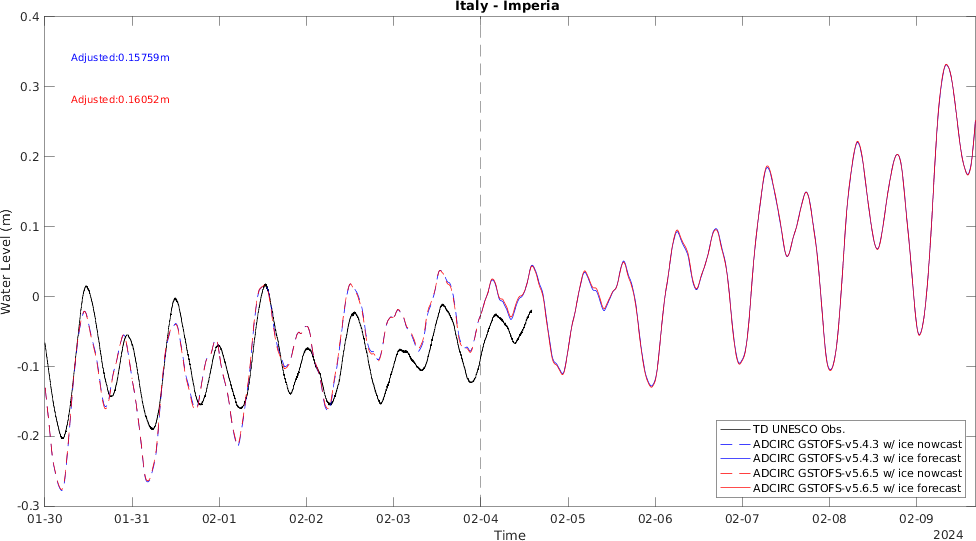 Italy - Imperia
Adjusted:0.15759m
Adjusted:0.16052m
Water Level (m)
0.4
0.3
0.2
0.1
0
-0.1
-0.2
-0.3
01-30 01-31 02-01 02-02 02-03 02-04 02-05 02-06 02-07 02-08 02-09
Time
2024
TD UNESCO Obs.
ADCIRC GSTOFS-v5.4.3 w/ ice nowcast
ADCIRC GSTOFS-v5.4.3 w/ ice forecast
ADCIRC GSTOFS-v5.6.5 w/ ice nowcast
ADCIRC GSTOFS-v5.6.5 w/ ice forecast